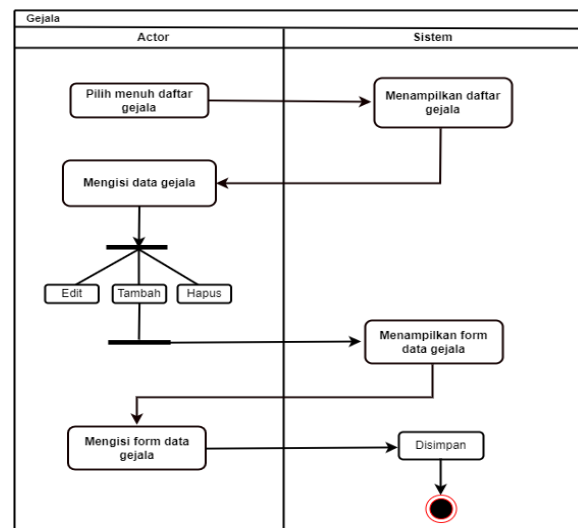 Gejala
Actor
Sistem
Pilih menuh daftar
gejala
Menampilkan daftar
gejala
Mengisi data gejala
Edit
Tambah
Hapus
Menampilkan form
data gejala
Mengisi form data
gejala
Disimpan